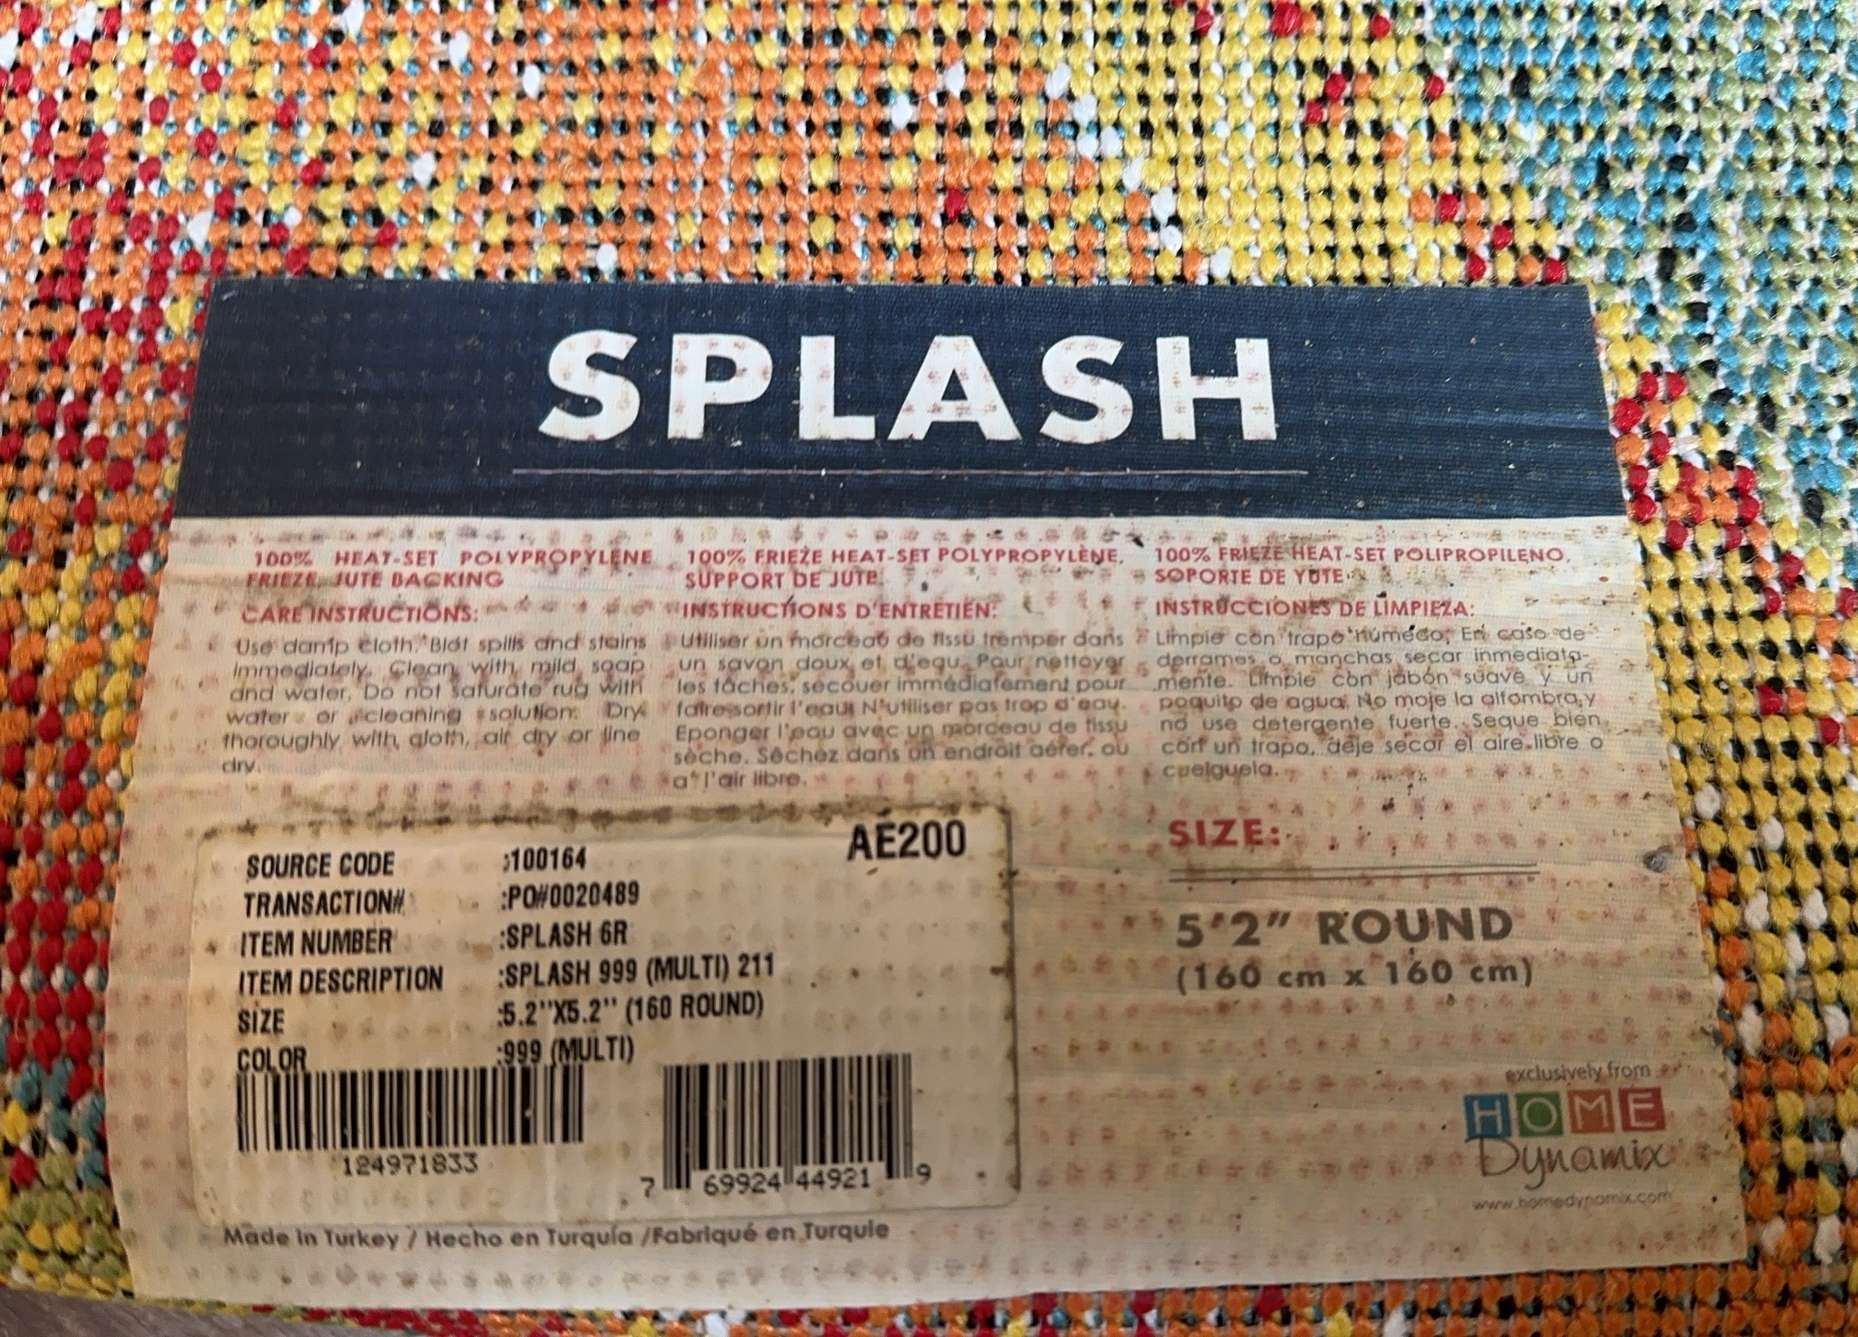 SPLASH
100% HEAT-SET POLYPROPYLENE
FRIEZE, JUTE BACKING
CARE INSTRUCTIONS:
Use damp cloth. Blot spills and stains
immediately. Clean with mild soap
and water. Do not saturate rug with
water or cleaning solution. Dry
thoroughly with cloth, air dry or line
dry.
100% FRIEZE HEAT-SET POLYPROPYLÈNE,
SUPPORT DE JUTE
INSTRUCTIONS D'ENTRETIEN:
Utiliser un morceau de tissu tremper dans
un savon doux et d'equ. Pour nettoyer
les tâches, secouer immédiatement pour
faire sortir l'eau. N'utiliser pas trop d'eau.
Eponger l'eau avec un morceau de tissu
sèche. Séchez dans un endroit aérer, ou
a l'air libre.
100% FRIEZE HEAT-SET POLIPROPILENO,
SOPORTE DE YUTE
INSTRUCCIONES DE LIMPIEZA:
Limpie con trapo húmedo. En caso de
derrames o manchas secar inmediata-
mente. Limpie con jabón suave y un
poquito de agua. No moje la alfombra y
no use detergente fuerte. Seque bien
con un trapo, deje secar el aire libre o
cuelguela.
AE200
SOURCE CODE :100164
TRANSACTION# :PO#0020489
ITEM NUMBER :SPLASH 6R
ITEM DESCRIPTION :SPLASH 999 (MULTI) 211
SIZE :5.2''X5.2'' (160 ROUND)
COLOR :999 (MULTI)
124971833
7 69924 44921 9
SIZE:
5'2" ROUND
(160 cm x 160 cm)
exclusively from
HOME
Dynamix
www.homedynamix.com
Made in Turkey / Hecho en Turquía /Fabriqué en Turquie